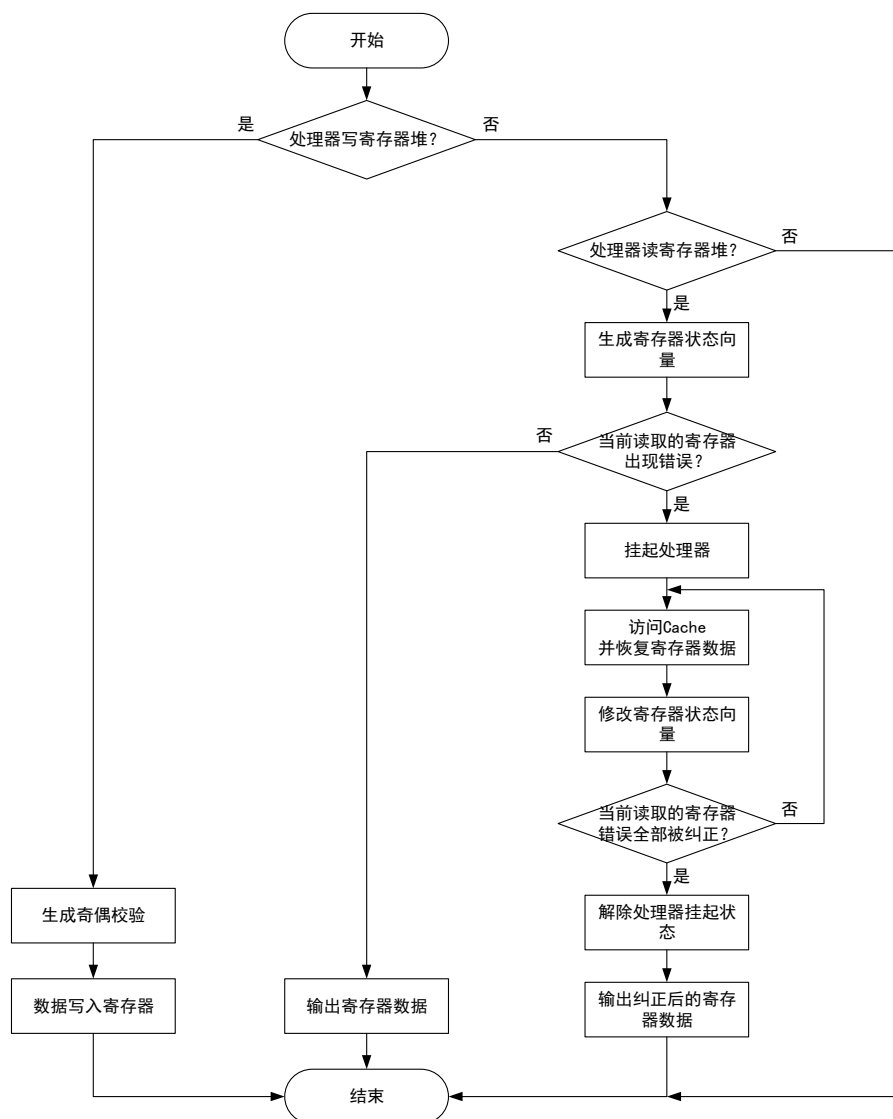 开始
是
处理器写寄存器堆？
否
处理器读寄存器堆？
否
是
生成寄存器状态向
量
否
当前读取的寄存器
出现错误？
是
挂起处理器
访问Cache
并恢复寄存器数据
修改寄存器状态向
量
当前读取的寄存器
错误全部被纠正？
否
是
生成奇偶校验
解除处理器挂起状
态
数据写入寄存器
输出寄存器数据
输出纠正后的寄存
器数据
结束